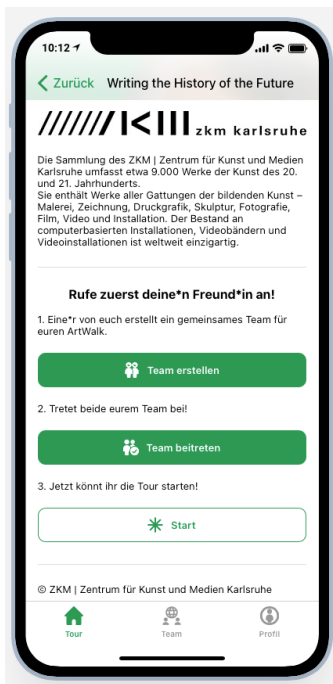 10:12
Zurück Writing the History of the Future
zkm karlsruhe
Die Sammlung des ZKM | Zentrum für Kunst und Medien
Karlsruhe umfasst etwa 9.000 Werke der Kunst des 20.
und 21. Jahrhunderts.
Sie enthält Werke aller Gattungen der bildenden Kunst –
Malerei, Zeichnung, Druckgrafik, Skulptur, Fotografie,
Film, Video und Installation. Der Bestand an
computerbasierten Installationen, Videobändern und
Videoinstallationen ist weltweit einzigartig.
Rufe zuerst deine*n Freund*in an!
1. Eine*r von euch erstellt ein gemeinsames Team für
euren ArtWalk.
Team erstellen
2. Tretet beide eurem Team bei!
Team beitreten
3. Jetzt könnt ihr die Tour starten!
Start
© ZKM | Zentrum für Kunst und Medien Karlsruhe
Tour Team Profil